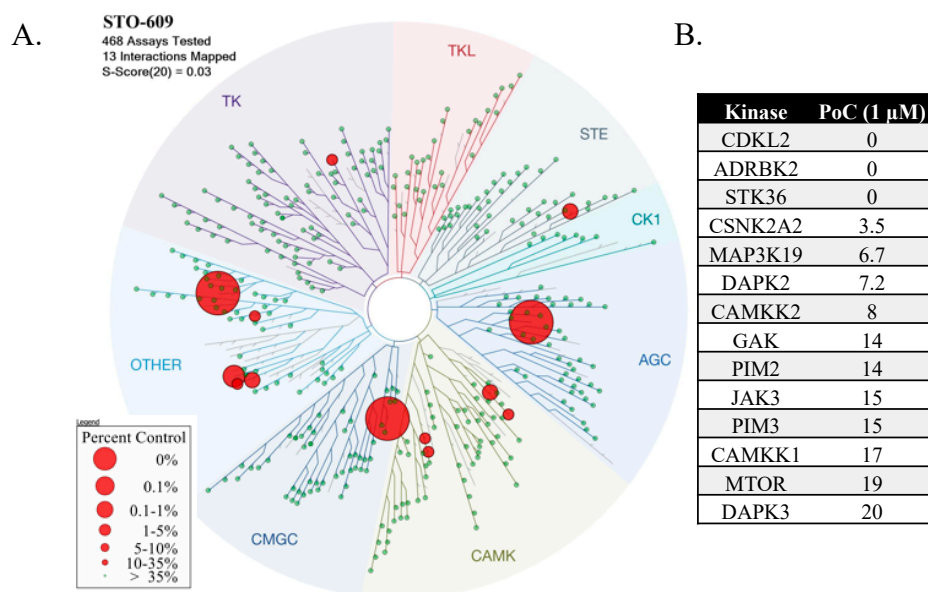 A.
STO-609
468 Assays Tested
13 Interactions Mapped
S-Score(20) = 0.03
TK
TKL
STE
CK1
AGC
CAMK
CMGC
OTHER
Legend
Percent Control
0%
0.1%
0.1-1%
1-5%
5-10%
10-35%
> 35%
B.
Kinase PoC (1 µM)
CDKL2 0
ADRBK2 0
STK36 0
CSNK2A2 3.5
MAP3K19 6.7
DAPK2 7.2
CAMKK2 8
GAK 14
PIM2 14
JAK3 15
PIM3 15
CAMKK1 17
MTOR 19
DAPK3 20